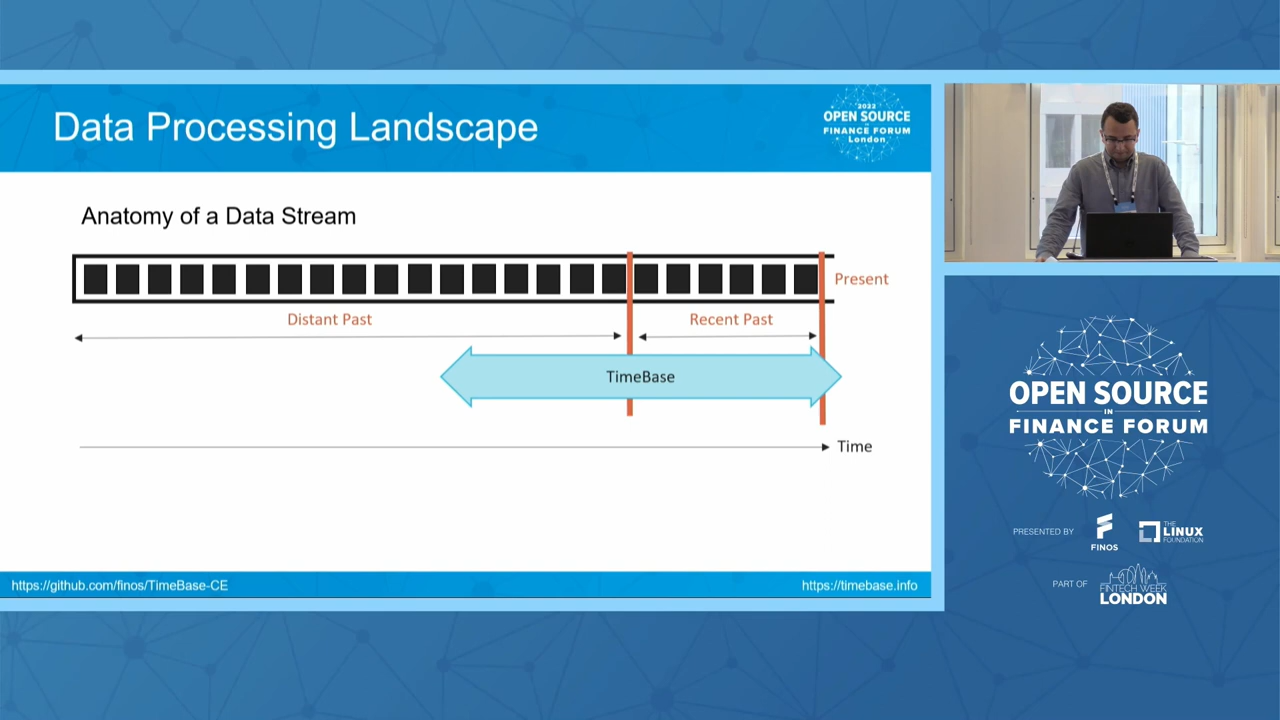 Data Processing Landscape
2022
OPEN SOURCE
IN
FINANCE FORUM
London
Anatomy of a Data Stream
Present
Distant Past
Recent Past
TimeBase
Time
https://github.com/finos/TimeBase-CE
https://timebase.info
OPEN SOURCE
IN
FINANCE FORUM
PRESENTED BY
FINOS
THE
LINUX
FOUNDATION
PART OF
FINTECH WEEK
LONDON